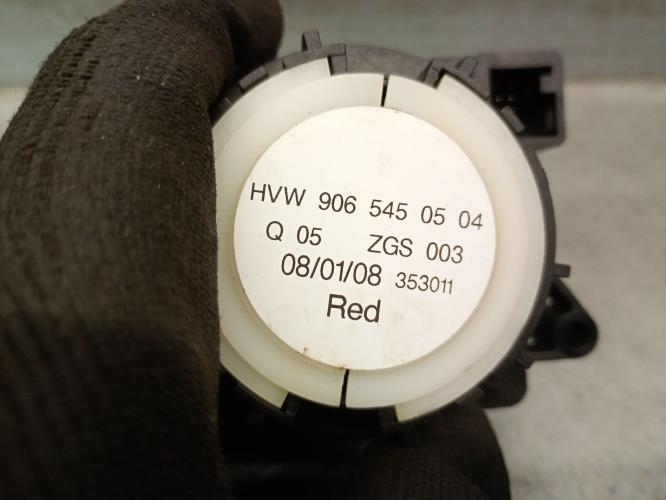 HVW 906 545 05 04
Q 05 ZGS 003
08/01/08 353011
Red